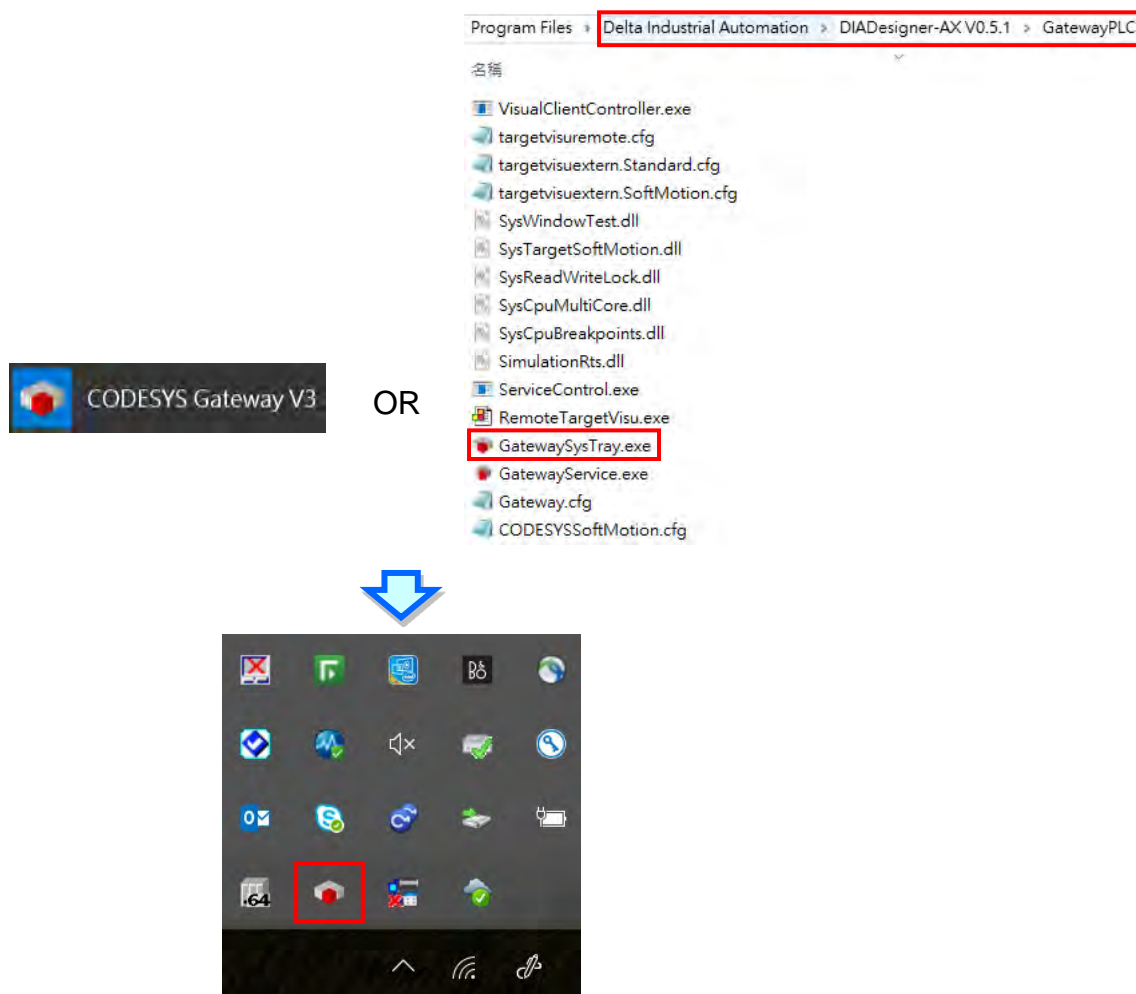 Program Files › Delta Industrial Automation › DIADesigner-AX V0.5.1 › GatewayPLC
名稱
VisualClientController.exe
targetvisuremote.cfg
targetvisuextern.Standard.cfg
targetvisuextern.SoftMotion.cfg
SysWindowTest.dll
SysTargetSoftMotion.dll
SysReadWriteLock.dll
SysCpuMultiCore.dll
SysCpuBreakpoints.dll
SimulationRts.dll
ServiceControl.exe
RemoteTargetVisu.exe
GatewaySysTray.exe
GatewayService.exe
Gateway.cfg
CODESYSSoftMotion.cfg
CODESYS Gateway V3
OR
64